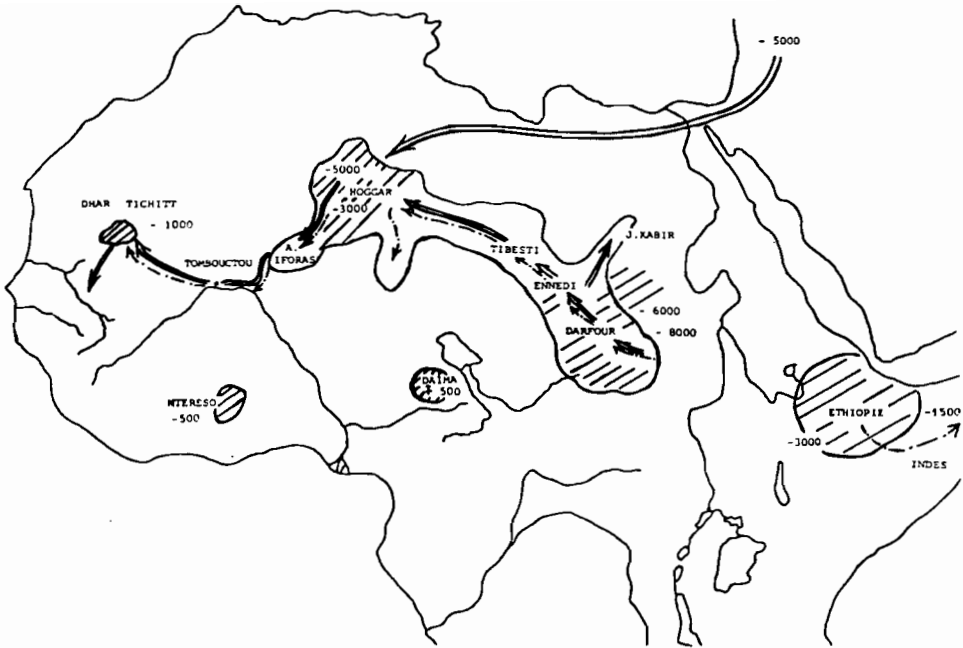 - 5000
-5000
HOGGAR
DHAR TICHITT
-3000
- 1000
J.KABIR
A.
IFORAS
TIBESTI
TOMBOUCTOU
ENNEDI
- 6000
DARFOUR
- 8000
DAIMA
+ 500
NTERESO
-500
ETHIOPIE
-1500
-3000
INDES